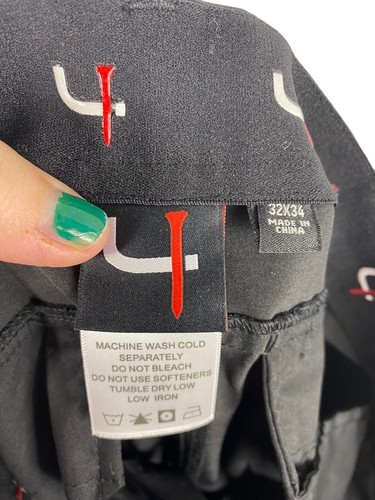 32X34
MADE IN
CHINA
MACHINE WASH COLD
SEPARATELY
DO NOT BLEACH
DO NOT USE SOFTENERS
TUMBLE DRY LOW
LOW IRON